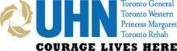 UHN
Toronto General
Toronto Western
Princess Margaret
Toronto Rehab
COURAGE LIVES HERE